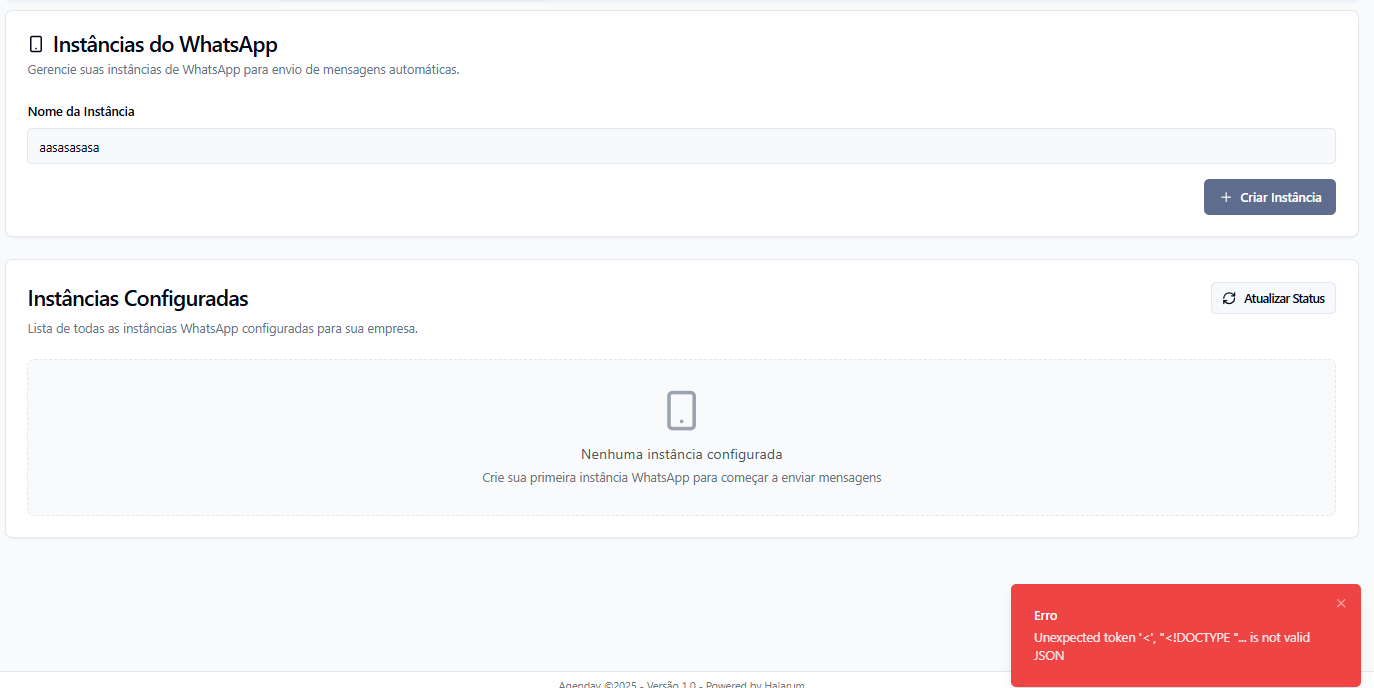 Instâncias do WhatsApp
Gerencie suas instâncias de WhatsApp para envio de mensagens automáticas.
Nome da Instância
aasasasasa
+ Criar Instância
Instâncias Configuradas
Atualizar Status
Lista de todas as instâncias WhatsApp configuradas para sua empresa.
Nenhuma instância configurada
Crie sua primeira instância WhatsApp para começar a enviar mensagens
Erro
Unexpected token '<', "<!DOCTYPE "... is not valid
JSON
Agenday ©2025 - Versão 1.0 - Powered by Halarum